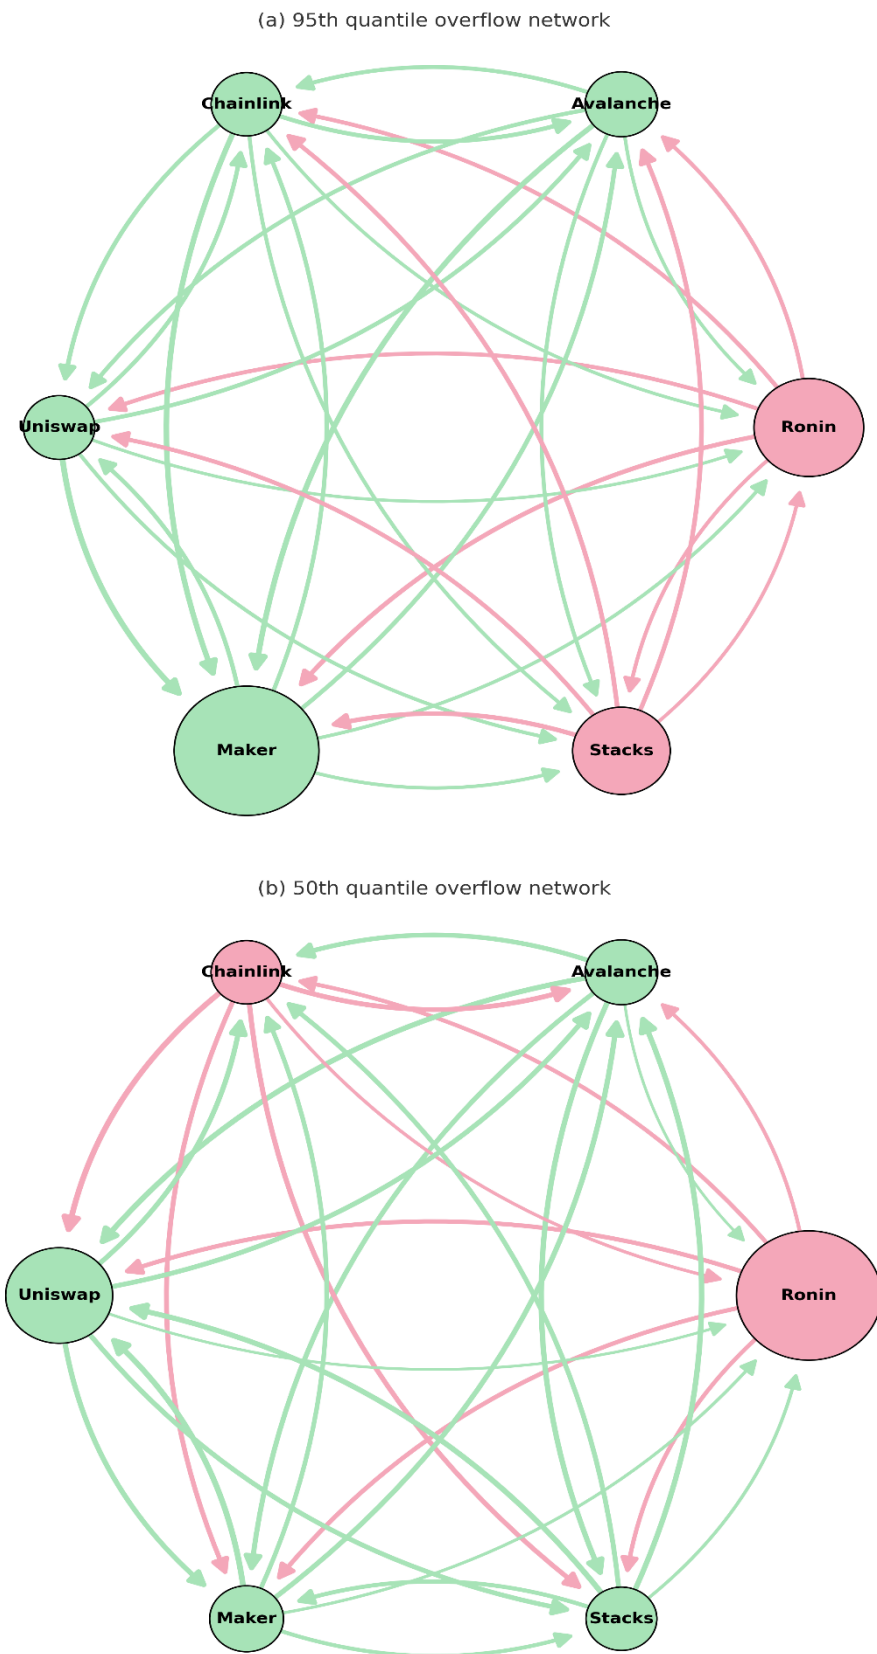 (a) 95th quantile overflow network
Chainlink
Avalanche
Uniswap
Ronin
Maker
Stacks
(b) 50th quantile overflow network
Chainlink
Avalanche
Uniswap
Ronin
Maker
Stacks